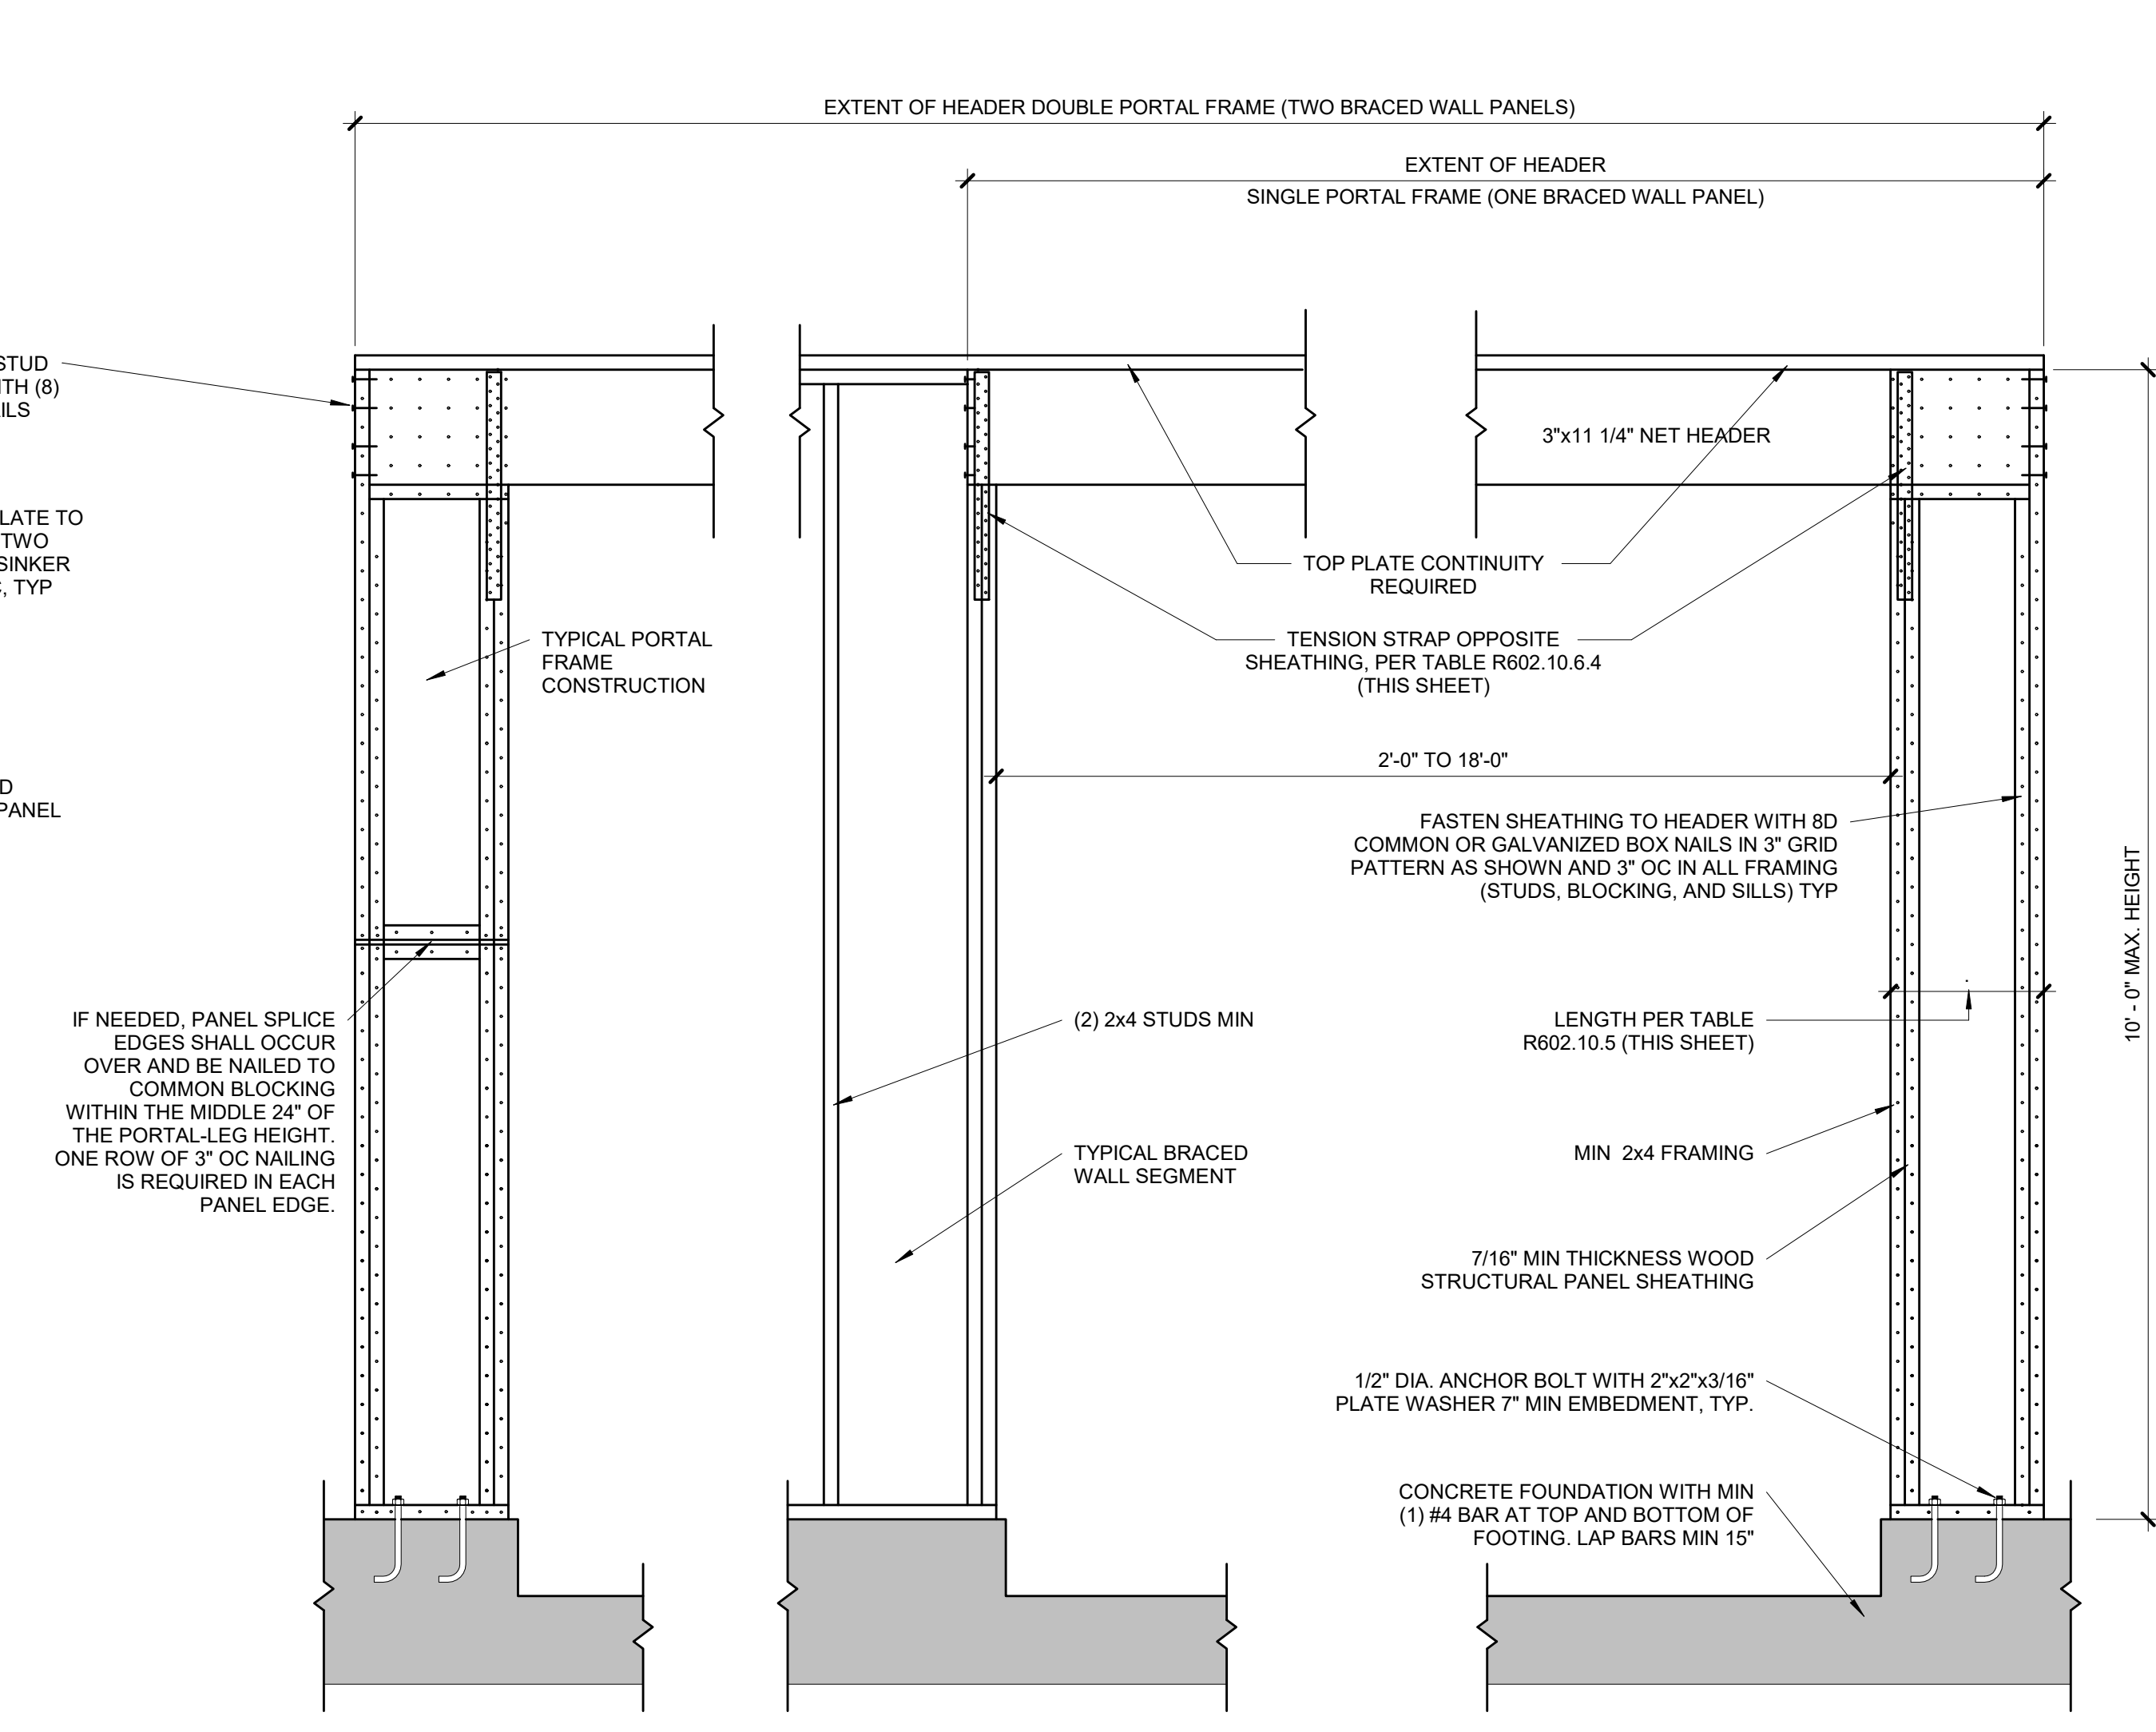 EXTENT OF HEADER DOUBLE PORTAL FRAME (TWO BRACED WALL PANELS)
EXTENT OF HEADER
SINGLE PORTAL FRAME (ONE BRACED WALL PANEL)
STUD
ITH (8)
AILS
3"x11 1/4" NET HEADER
LATE TO
TWO
SINKER
, TYP
TOP PLATE CONTINUITY
REQUIRED
TYPICAL PORTAL
FRAME
CONSTRUCTION
TENSION STRAP OPPOSITE
SHEATHING, PER TABLE R602.10.6.4
(THIS SHEET)
2'-0" TO 18'-0"
D
PANEL
FASTEN SHEATHING TO HEADER WITH 8D
COMMON OR GALVANIZED BOX NAILS IN 3" GRID
PATTERN AS SHOWN AND 3" OC IN ALL FRAMING
(STUDS, BLOCKING, AND SILLS) TYP
10' - 0" MAX. HEIGHT
IF NEEDED, PANEL SPLICE
EDGES SHALL OCCUR
OVER AND BE NAILED TO
COMMON BLOCKING
WITHIN THE MIDDLE 24" OF
THE PORTAL-LEG HEIGHT.
ONE ROW OF 3" OC NAILING
IS REQUIRED IN EACH
PANEL EDGE.
(2) 2x4 STUDS MIN
LENGTH PER TABLE
R602.10.5 (THIS SHEET)
TYPICAL BRACED
WALL SEGMENT
MIN 2x4 FRAMING
7/16" MIN THICKNESS WOOD
STRUCTURAL PANEL SHEATHING
1/2" DIA. ANCHOR BOLT WITH 2"x2"x3/16"
PLATE WASHER 7" MIN EMBEDMENT, TYP.
CONCRETE FOUNDATION WITH MIN
(1) #4 BAR AT TOP AND BOTTOM OF
FOOTING. LAP BARS MIN 15"